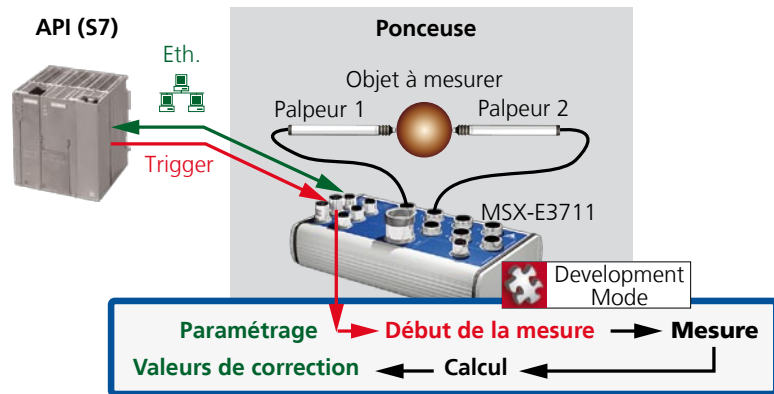 API (S7)
Ponceuse
Eth.
Objet à mesurer
Palpeur 1
Palpeur 2
Trigger
MSX-E3711
Development
Mode
Paramétrage
Début de la mesure
Mesure
Valeurs de correction
Calcul